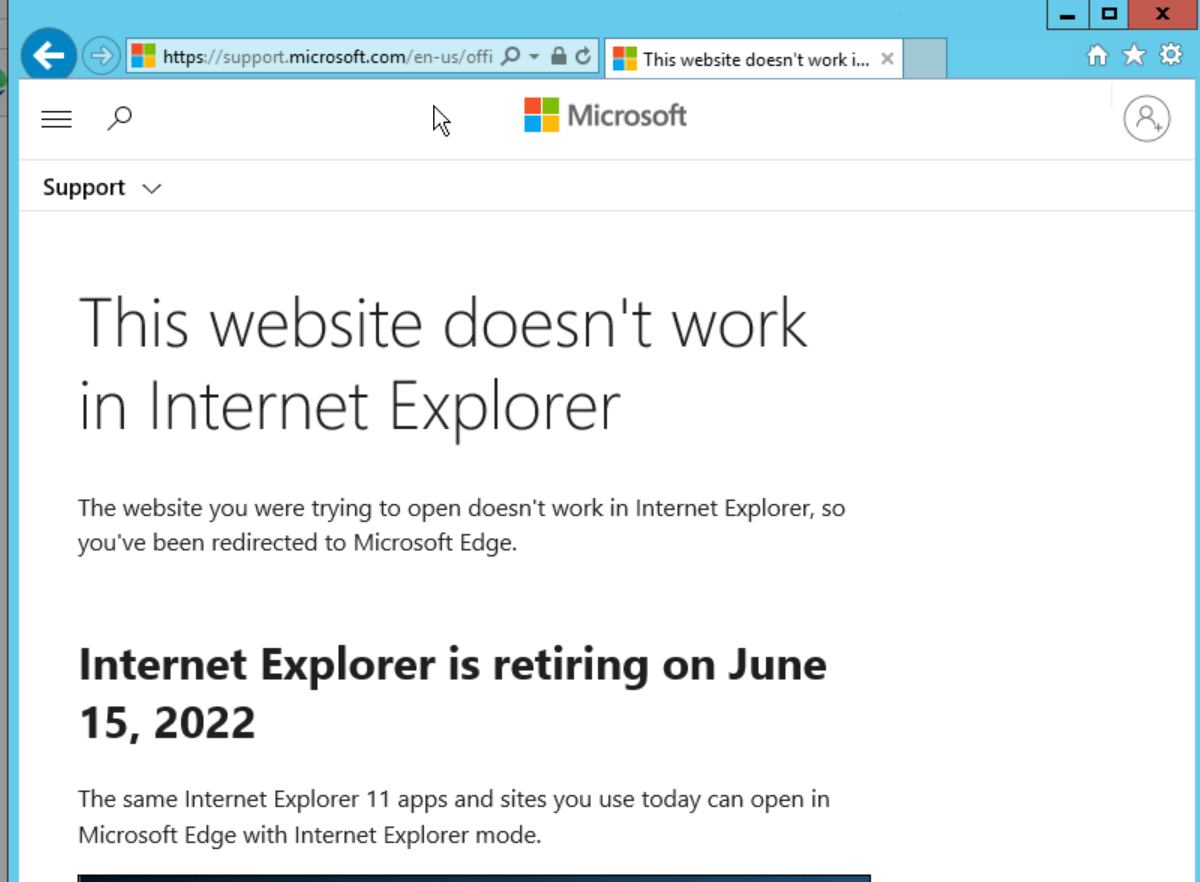 https://support.microsoft.com/en-us/offi
This website doesn't work i...
Microsoft
Support
This website doesn't work
in Internet Explorer
The website you were trying to open doesn't work in Internet Explorer, so
you've been redirected to Microsoft Edge.
Internet Explorer is retiring on June
15, 2022
The same Internet Explorer 11 apps and sites you use today can open in
Microsoft Edge with Internet Explorer mode.